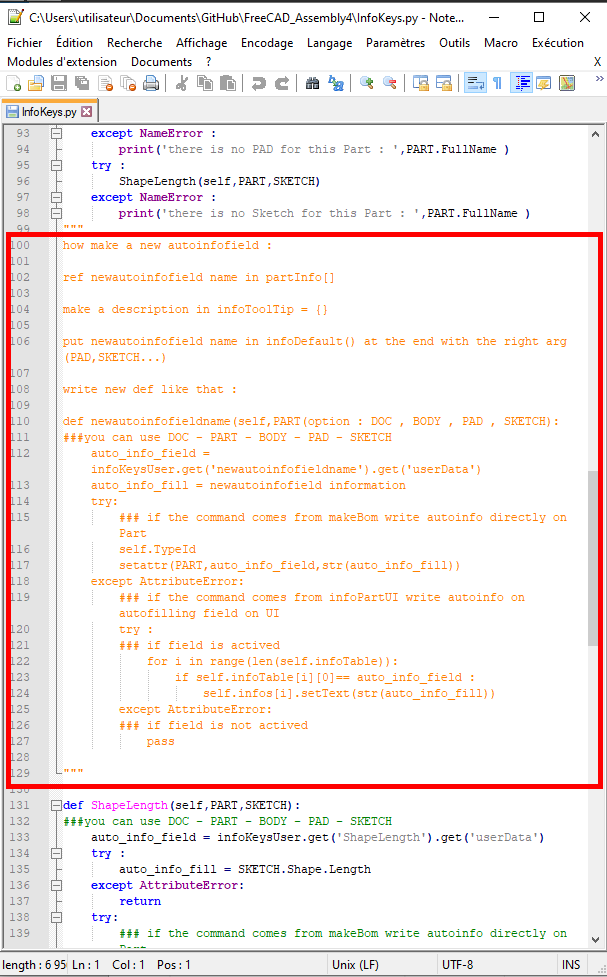 C:\Users\utilisateur\Documents\GitHub\FreeCAD_Assembly4\InfoKeys.py - Note...
Fichier Édition Recherche Affichage Encodage Langage Paramètres Outils Macro Exécution
Modules d'extension Documents ? X
InfoKeys.py
93 except NameError :
94 print('there is no PAD for this Part : ',PART.FullName )
95 try :
96 ShapeLength(self,PART,SKETCH)
97 except NameError :
98 print('there is no Sketch for this Part : ',PART.FullName )
99 """
100 how make a new autoinfofield :
101
102 ref newautoinfofield name in partInfo[]
103
104 make a description in infoToolTip = {}
105
106 put newautoinfofield name in infoDefault() at the end with the right arg
(PAD,SKETCH...)
107
108 write new def like that :
109
110 def newautoinfofieldname(self,PART(option : DOC , BODY , PAD , SKETCH):
111 ###you can use DOC - PART - BODY - PAD - SKETCH
112 auto_info_field =
infoKeysUser.get('newautoinfofieldname').get('userData')
113 auto_info_fill = newautoinfofield information
114 try:
115 ### if the command comes from makeBom write autoinfo directly on
Part
116 self.TypeId
117 setattr(PART,auto_info_field,str(auto_info_fill))
118 except AttributeError:
119 ### if the command comes from infoPartUI write autoinfo on
autofilling field on UI
120 try :
121 ### if field is actived
122 for i in range(len(self.infoTable)):
123 if self.infoTable[i][0]== auto_info_field :
124 self.infos[i].setText(str(auto_info_fill))
125 except AttributeError:
126 ### if field is not actived
127 pass
128
129 """
130
131 def ShapeLength(self,PART,SKETCH):
132 ###you can use DOC - PART - BODY - PAD - SKETCH
133 auto_info_field = infoKeysUser.get('ShapeLength').get('userData')
134 try :
135 auto_info_fill = SKETCH.Shape.Length
136 except AttributeError:
137 return
138 try:
139 ### if the command comes from makeBom write autoinfo directly on
Part
length : 6 956 Ln : 1 Col : 1 Pos : 1 Unix (LF) UTF-8 INS